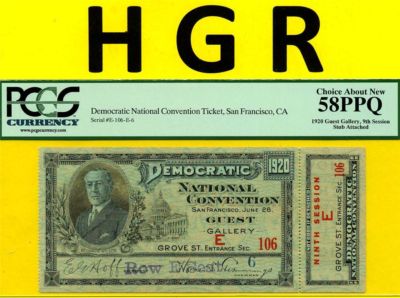 HGR
PCGS
CURRENCY
www.pcgscurrency.com
Democratic National Convention Ticket, San Francisco, CA
Serial #E-106-E-6
Choice About New
58PPQ
1920 Guest Gallery, 9th Session
Stub Attached
DEMOCRATIC 1920
NATIONAL
CONVENTION
SAN FRANCISCO, JUNE 28.
GUEST
GALLERY
E
GROVE ST. ENTRANCE SEC. 106
Row E Seat 6
NINTH SESSION
E
GROVE ST. ENTRANCE SEC. 106